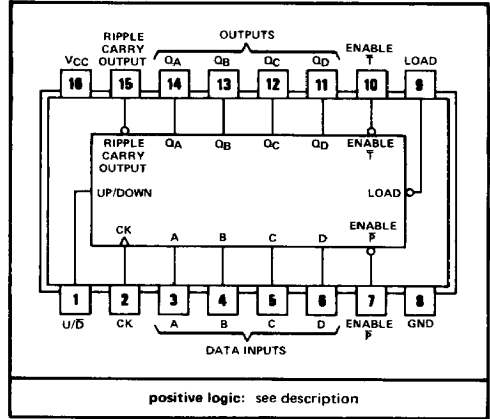 OUTPUTS
RIPPLE CARRY OUTPUT
ENABLE T̅
VCC QA QB QC QD LOAD
16 15 14 13 12 11 10 9
RIPPLE CARRY OUTPUT QA QB QC QD ENABLE T̅
UP/DOWN
LOAD
ENABLE P̅
CK A B C D
1 2 3 4 5 6 7 8
U/D̅ CK A B C D ENABLE P̅ GND
DATA INPUTS
positive logic: see description